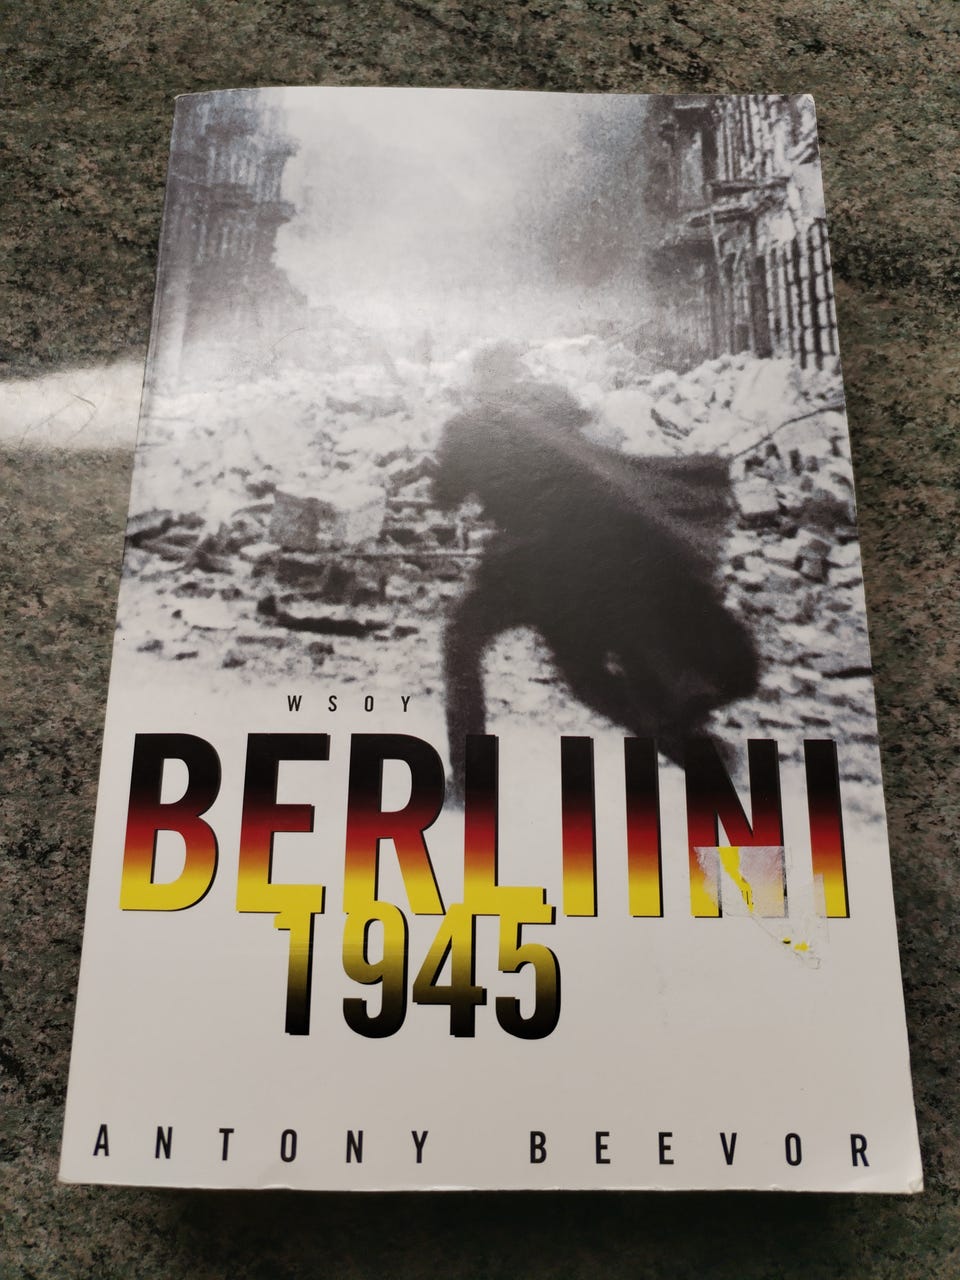 WSOY
BERLIINI
1945
ANTONY BEEVOR